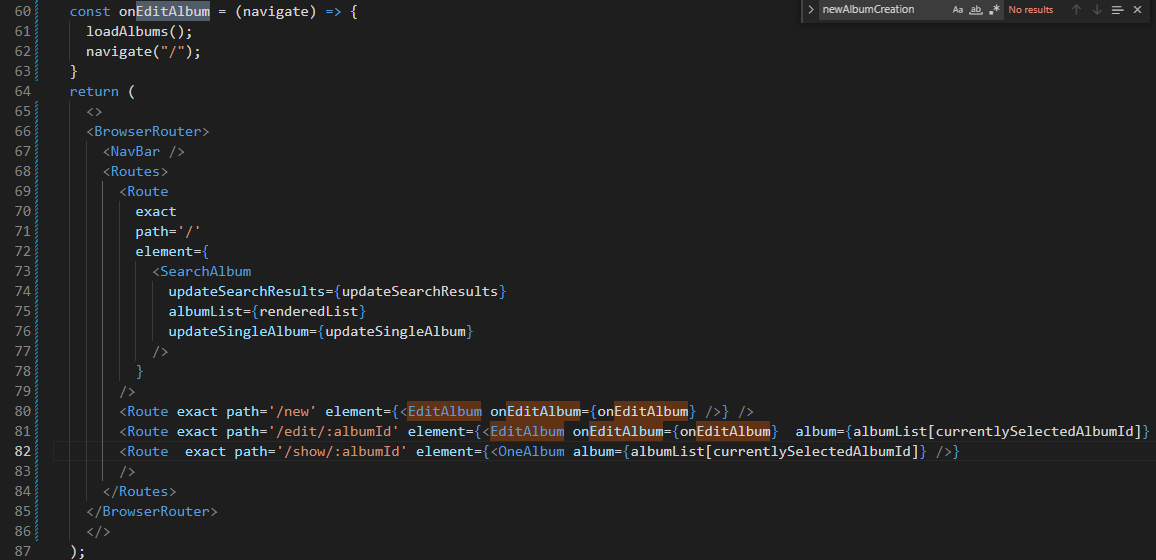 60 const onEditAlbum = (navigate) => {
newAlbumCreation Aa ab .* No results
61 loadAlbums();
62 navigate("/");
63 }
64 return (
65 <>
66 <BrowserRouter>
67 <NavBar />
68 <Routes>
69 <Route
70 exact
71 path='/'
72 element={
73 <SearchAlbum
74 updateSearchResults={updateSearchResults}
75 albumList={renderedList}
76 updateSingleAlbum={updateSingleAlbum}
77 />
78 }
79 />
80 <Route exact path='/new' element={<EditAlbum onEditAlbum={onEditAlbum} />} />
81 <Route exact path='/edit/:albumId' element={<EditAlbum onEditAlbum={onEditAlbum}  album={albumList[currentlySelectedAlbumId]}
82 <Route  exact path='/show/:albumId' element={<OneAlbum album={albumList[currentlySelectedAlbumId]} />}
83 />
84 </Routes>
85 </BrowserRouter>
86 </>
87 );